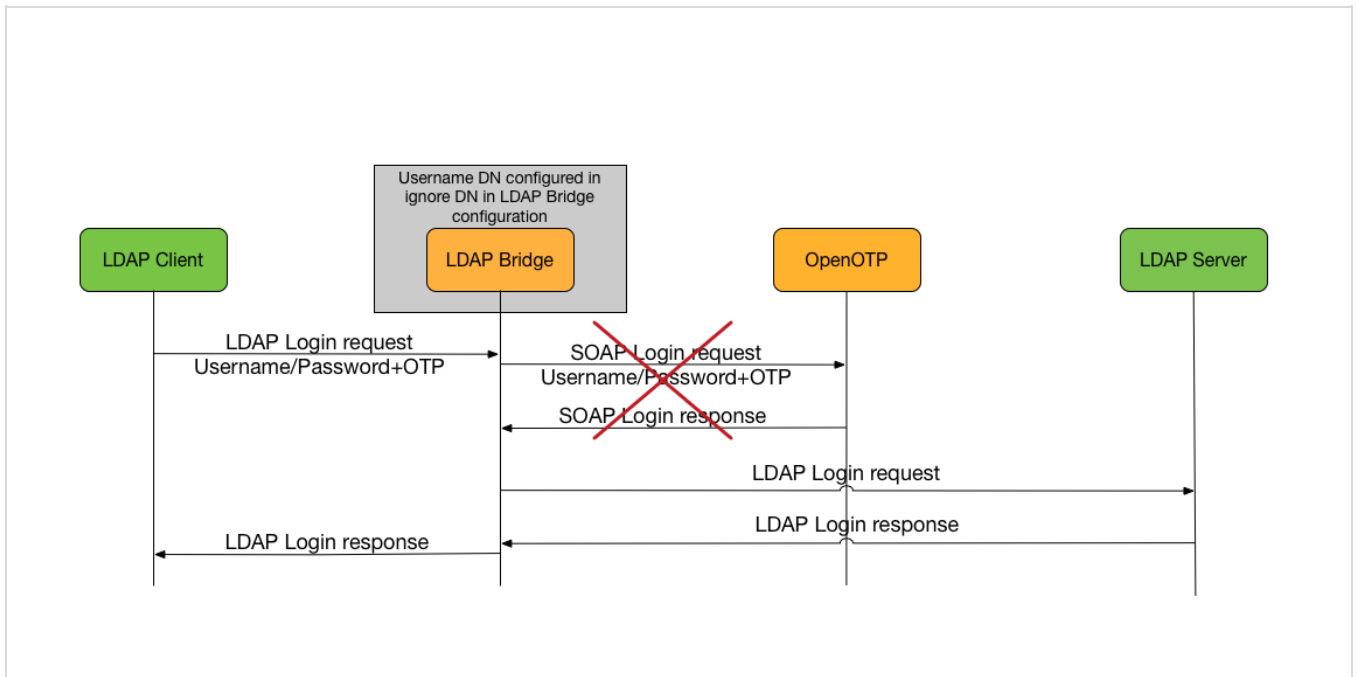 Username DN configured in
ignore DN in LDAP Bridge
configuration
LDAP Client
LDAP Bridge
OpenOTP
LDAP Server
LDAP Login request
Username/Password+OTP
SOAP Login request
Username/Password+OTP
SOAP Login response
LDAP Login request
LDAP Login response
LDAP Login response